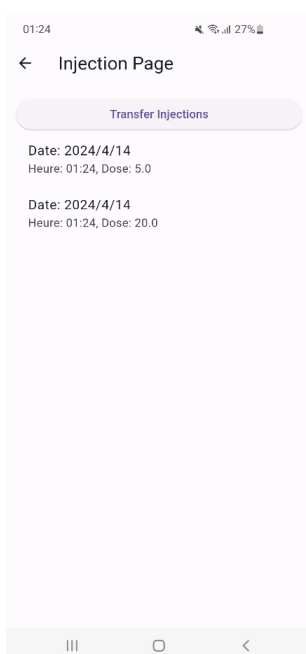 01:24 27%
Injection Page
Transfer Injections
Date: 2024/4/14
Heure: 01:24, Dose: 5.0
Date: 2024/4/14
Heure: 01:24, Dose: 20.0